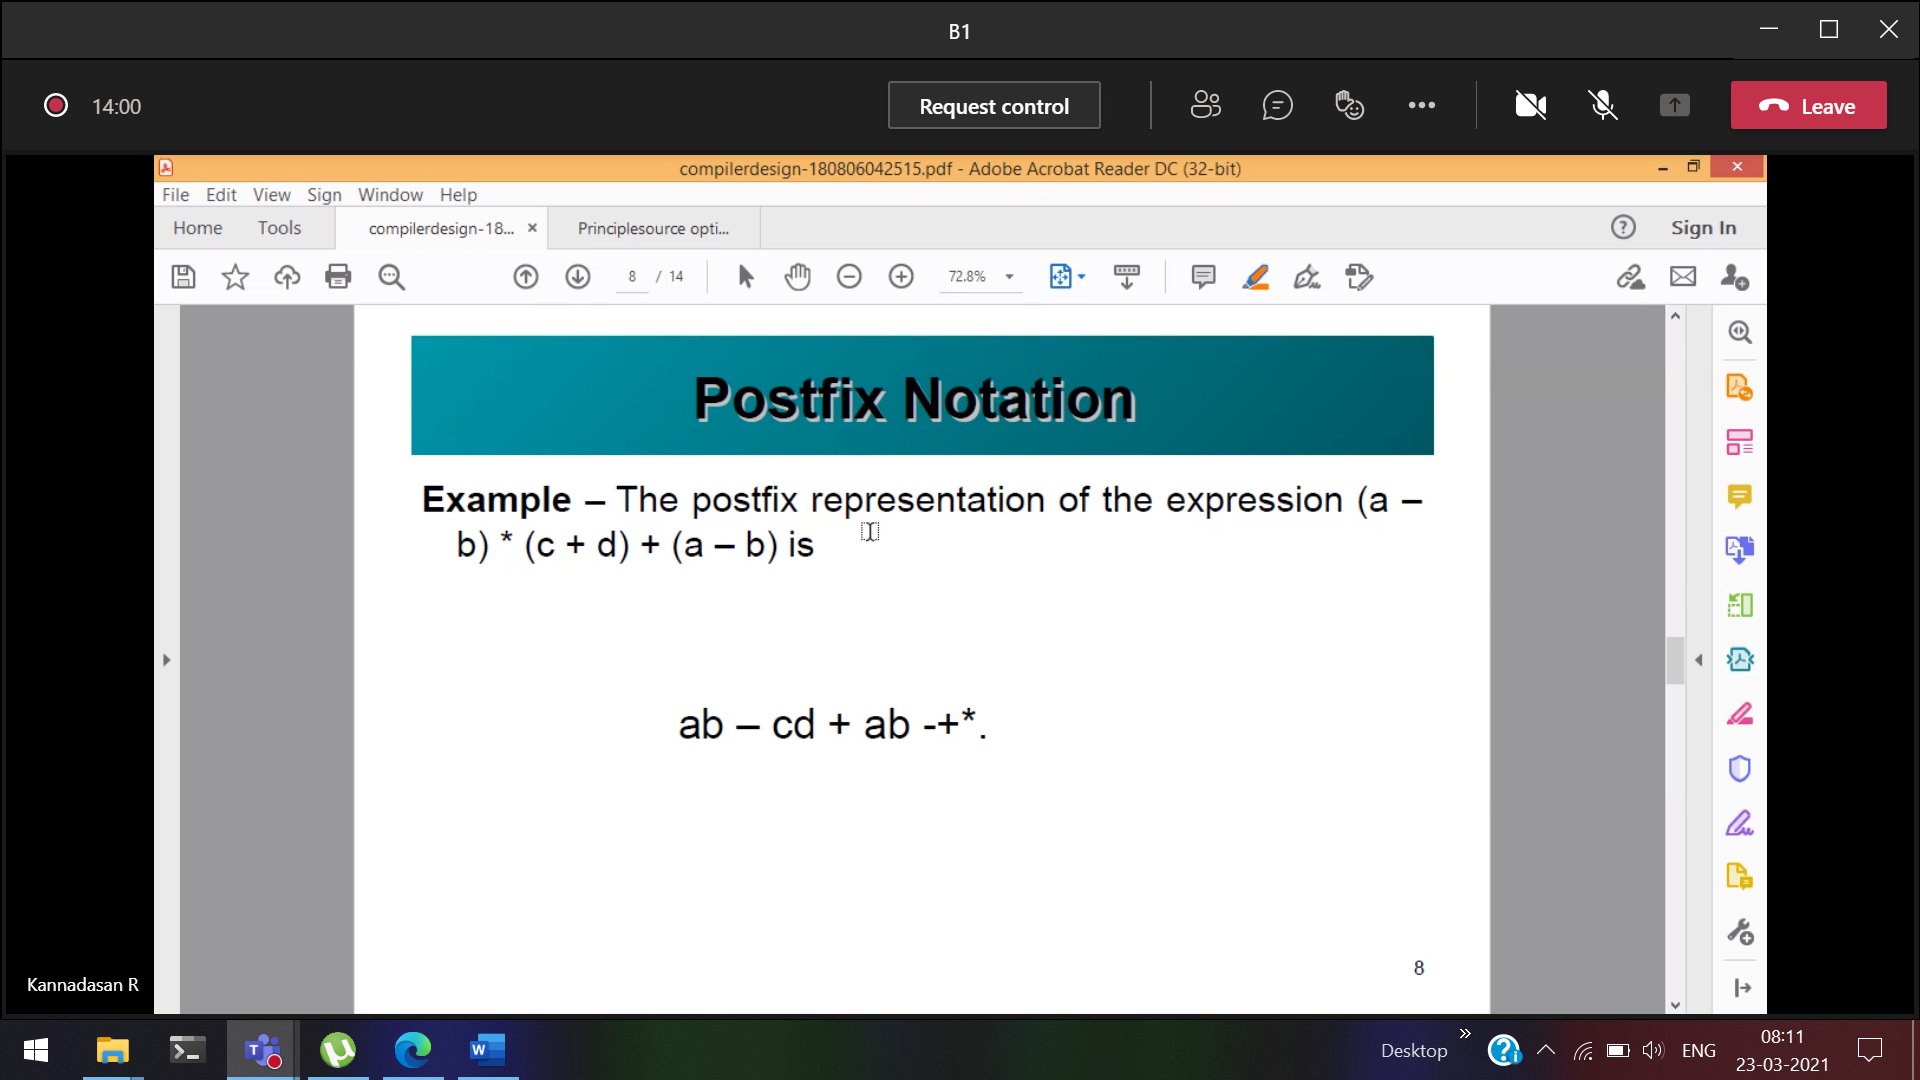 B1
14:00
Request control
Leave
compilerdesign-180806042515.pdf - Adobe Acrobat Reader DC (32-bit)
File Edit View Sign Window Help
Home Tools compilerdesign-18... × Principlesource opti... Sign In
8 / 14 72.8%
Postfix Notation
Example – The postfix representation of the expression (a –
b) * (c + d) + (a – b) is
ab – cd + ab -+*.
8
Kannadasan R
Desktop ENG 08:11
23-03-2021